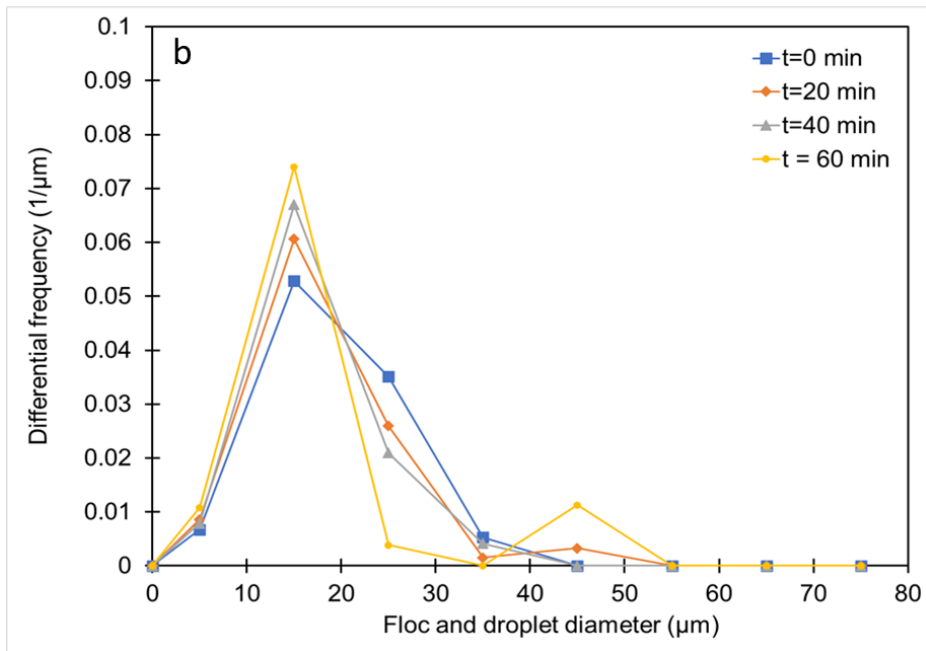 b
t=0 min
t=20 min
t=40 min
t = 60 min
Differential frequency (1/µm)
0.1
0.09
0.08
0.07
0.06
0.05
0.04
0.03
0.02
0.01
0
0 10 20 30 40 50 60 70 80
Floc and droplet diameter (µm)